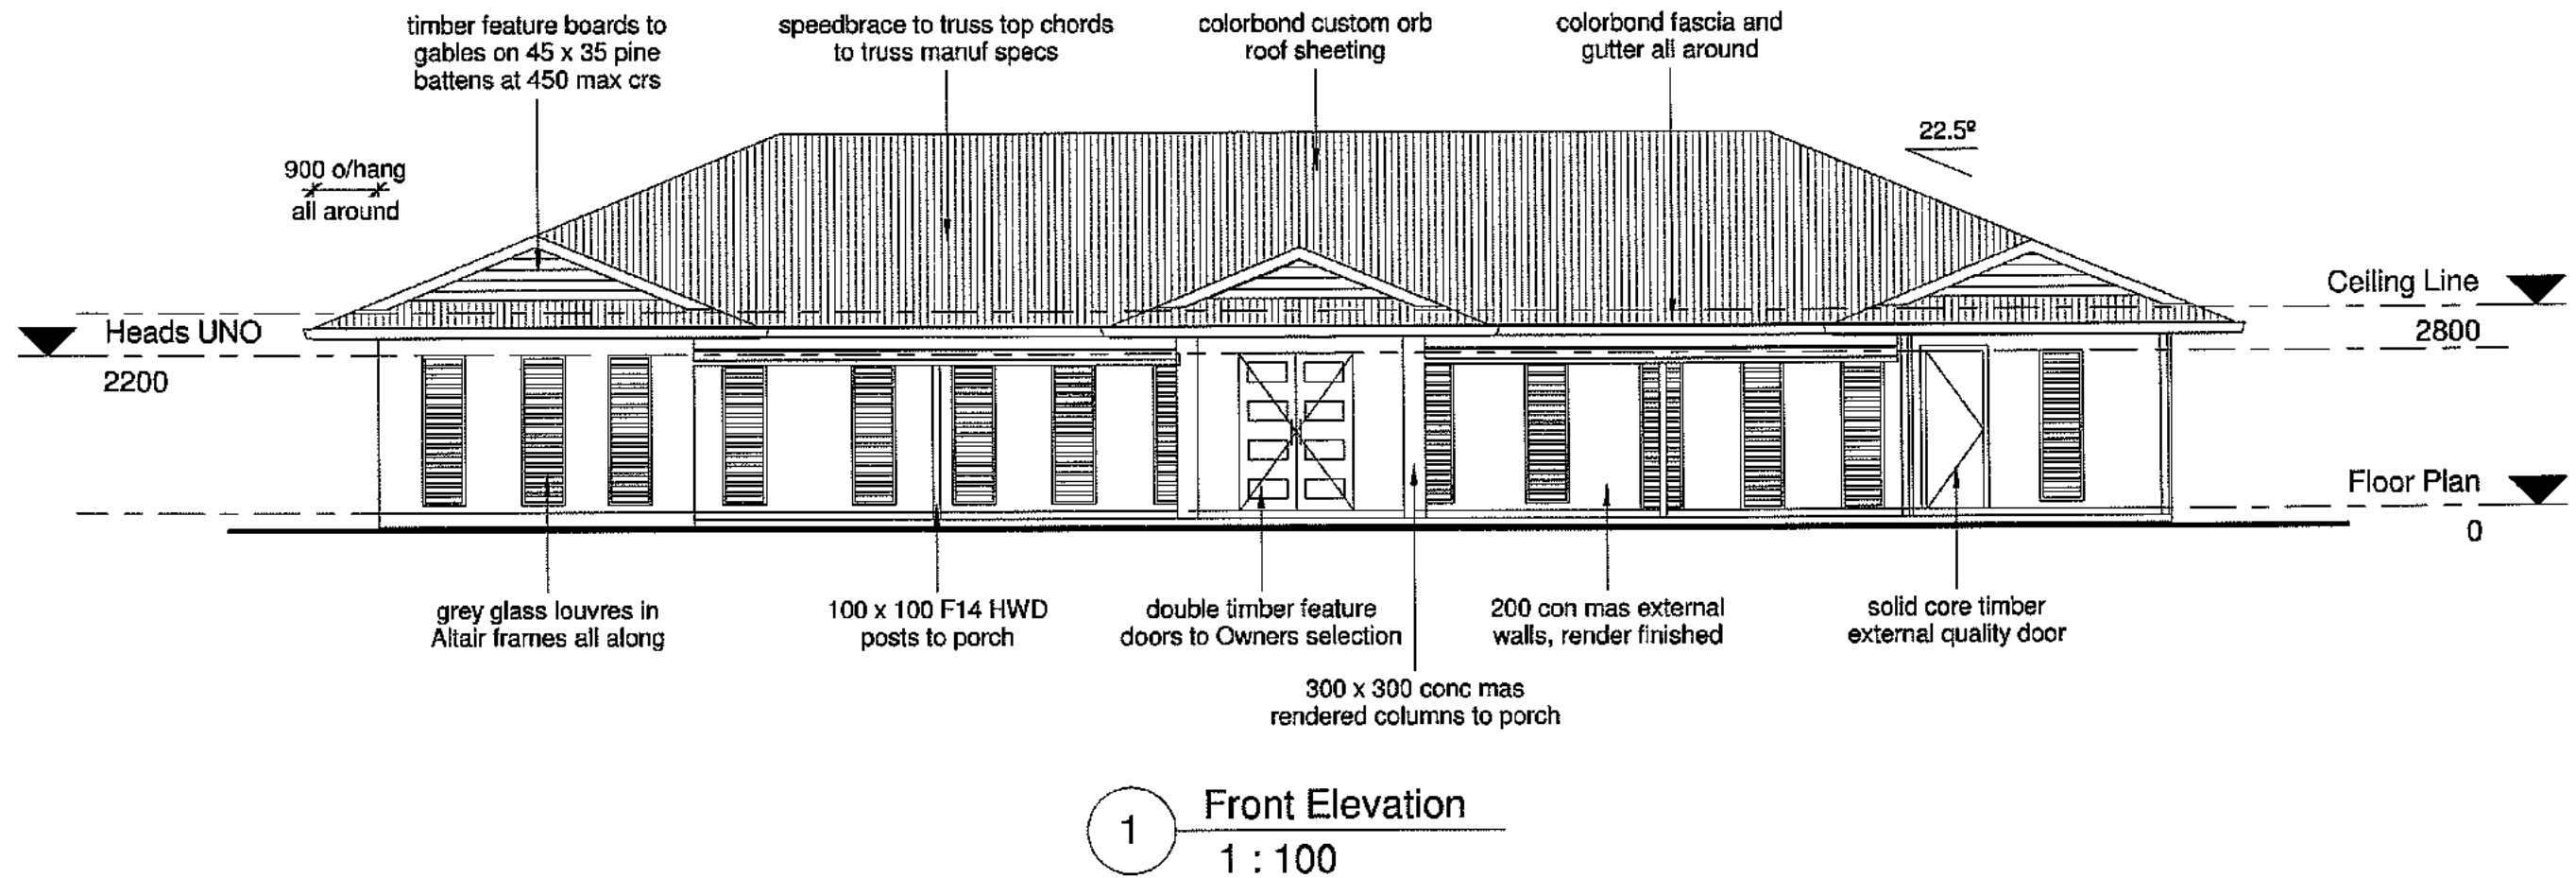 timber feature boards to
gables on 45 x 35 pine
battens at 450 max crs
speedbrace to truss top chords
to truss manuf specs
colorbond custom orb
roof sheeting
colorbond fascia and
gutter all around
22.5º
900 o/hang
all around
Heads UNO
2200
Ceiling Line
2800
Floor Plan
0
grey glass louvres in
Altair frames all along
100 x 100 F14 HWD
posts to porch
double timber feature
doors to Owners selection
200 con mas external
walls, render finished
solid core timber
external quality door
300 x 300 conc mas
rendered columns to porch
1
Front Elevation
1 : 100